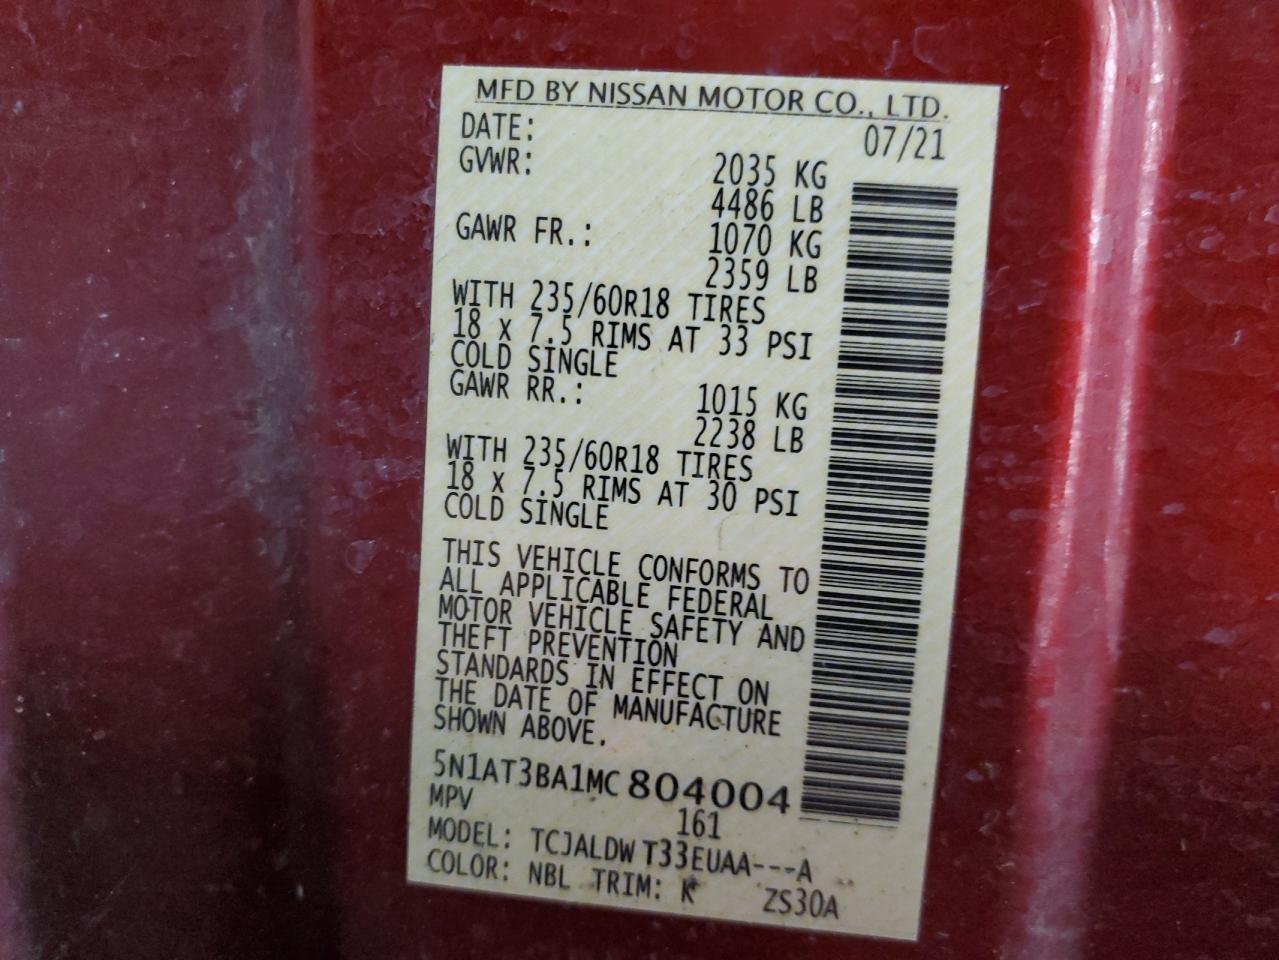 MFD BY NISSAN MOTOR CO., LTD.
DATE: 07/21
GVWR: 2035 KG
4486 LB
GAWR FR.: 1070 KG
2359 LB
WITH 235/60R18 TIRES
18 x 7.5 RIMS AT 33 PSI
COLD SINGLE
GAWR RR.: 1015 KG
2238 LB
WITH 235/60R18 TIRES
18 x 7.5 RIMS AT 30 PSI
COLD SINGLE
THIS VEHICLE CONFORMS TO
ALL APPLICABLE FEDERAL
MOTOR VEHICLE SAFETY AND
THEFT PREVENTION
STANDARDS IN EFFECT ON
THE DATE OF MANUFACTURE
SHOWN ABOVE.
5N1AT3BA1MC 804004
MPV 161
MODEL: TCJALDW T33EUAA---A
COLOR: NBL TRIM: K ZS30A